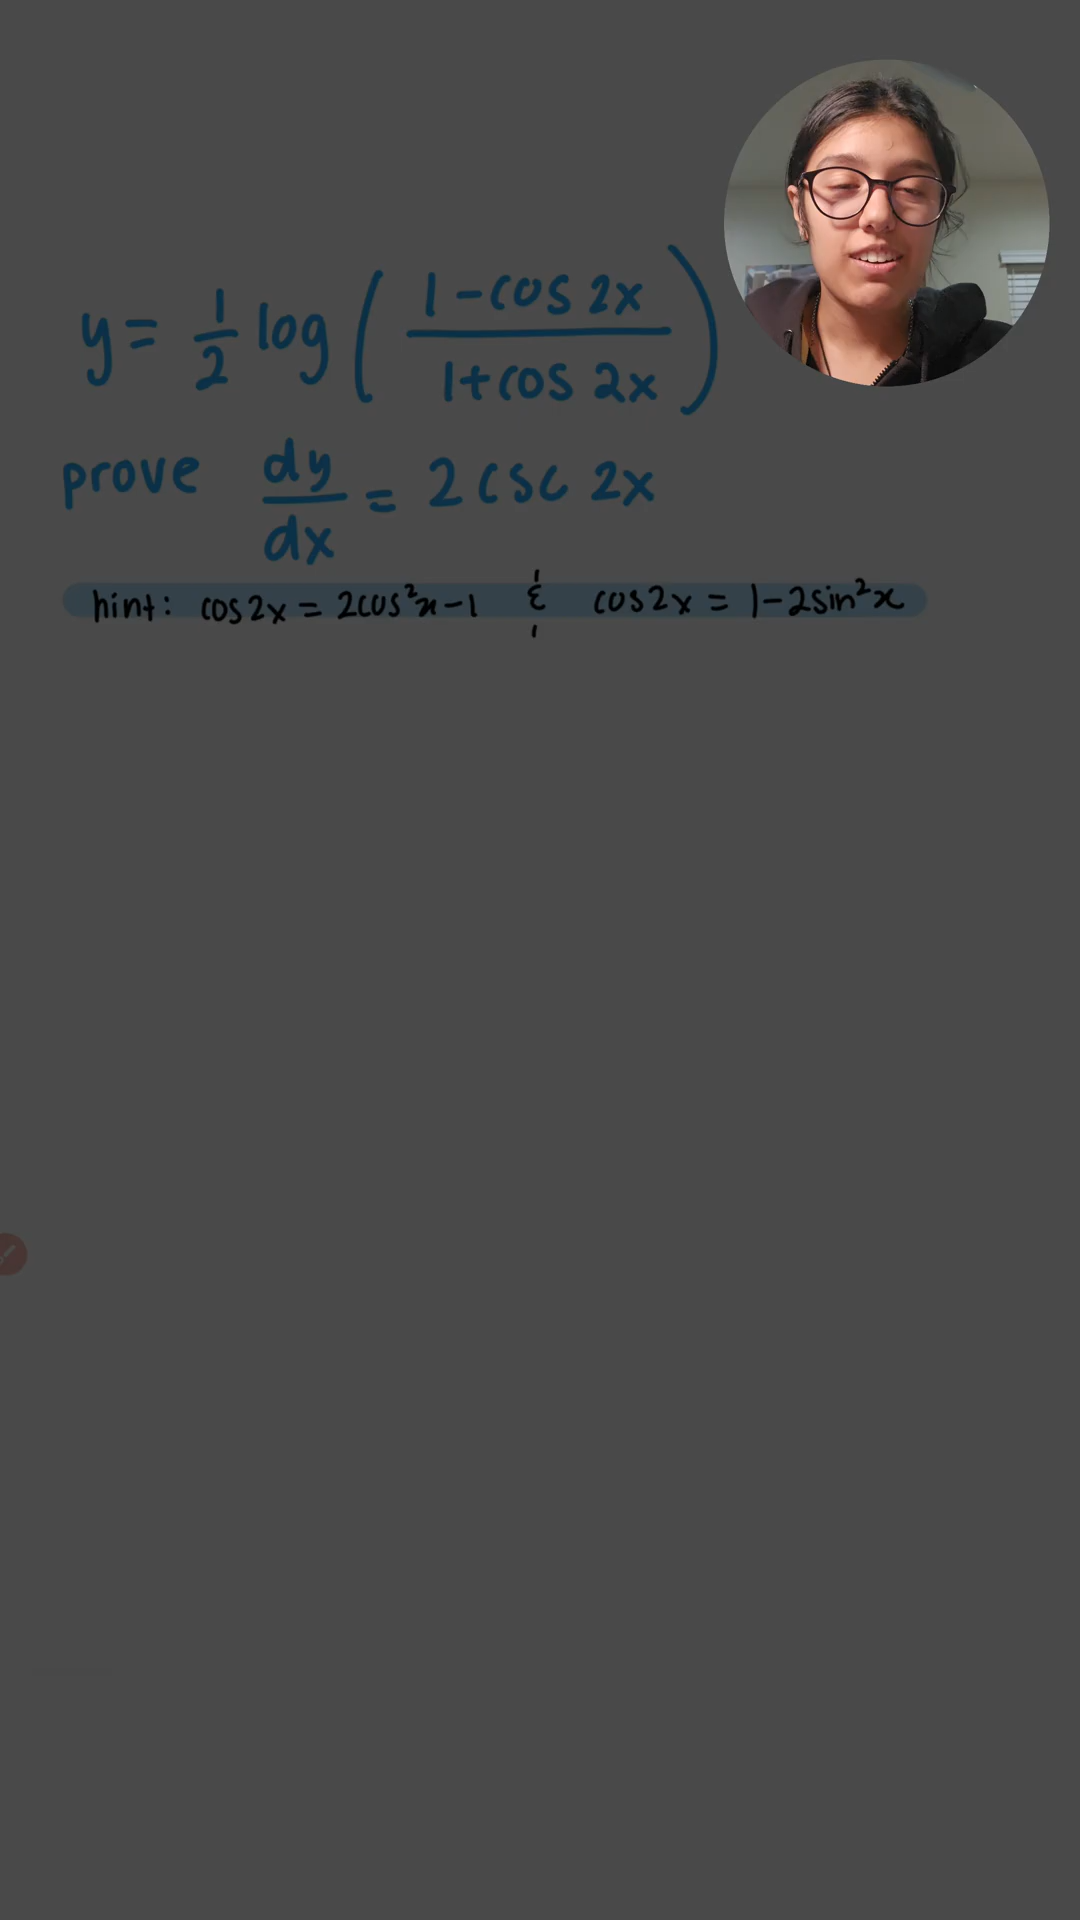 y = 1/2 log ( 1 - cos 2x / 1 + cos 2x )
prove dy/dx = 2 csc 2x
hint: cos 2x = 2cos²x - 1 & cos 2x = 1 - 2sin²x